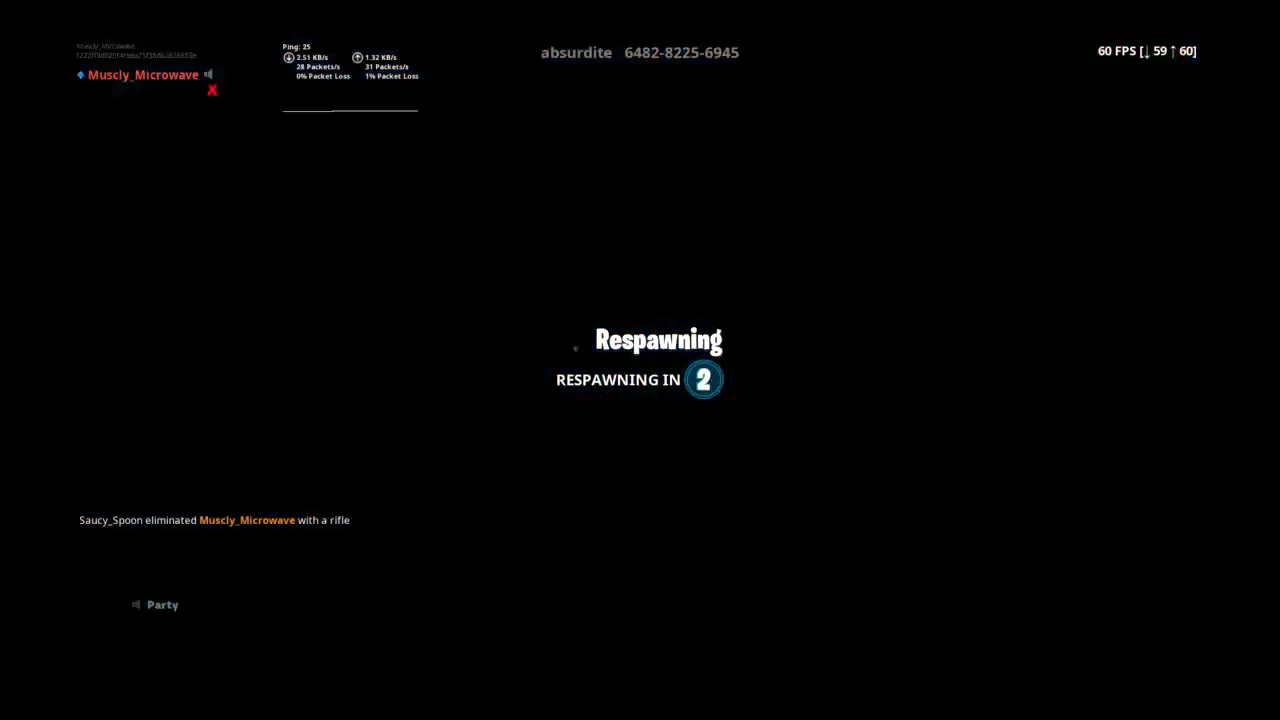 Muscly_Microwave
Muscly_Microwave
X
Ping: 25
2.51 KB/s 1.32 KB/s
28 Packets/s 31 Packets/s
0% Packet Loss 1% Packet Loss
absurdite 6482-8225-6945
60 FPS [↓ 59 ↑ 60]
Respawning
RESPAWNING IN 2
Saucy_Spoon eliminated Muscly_Microwave with a rifle
Party